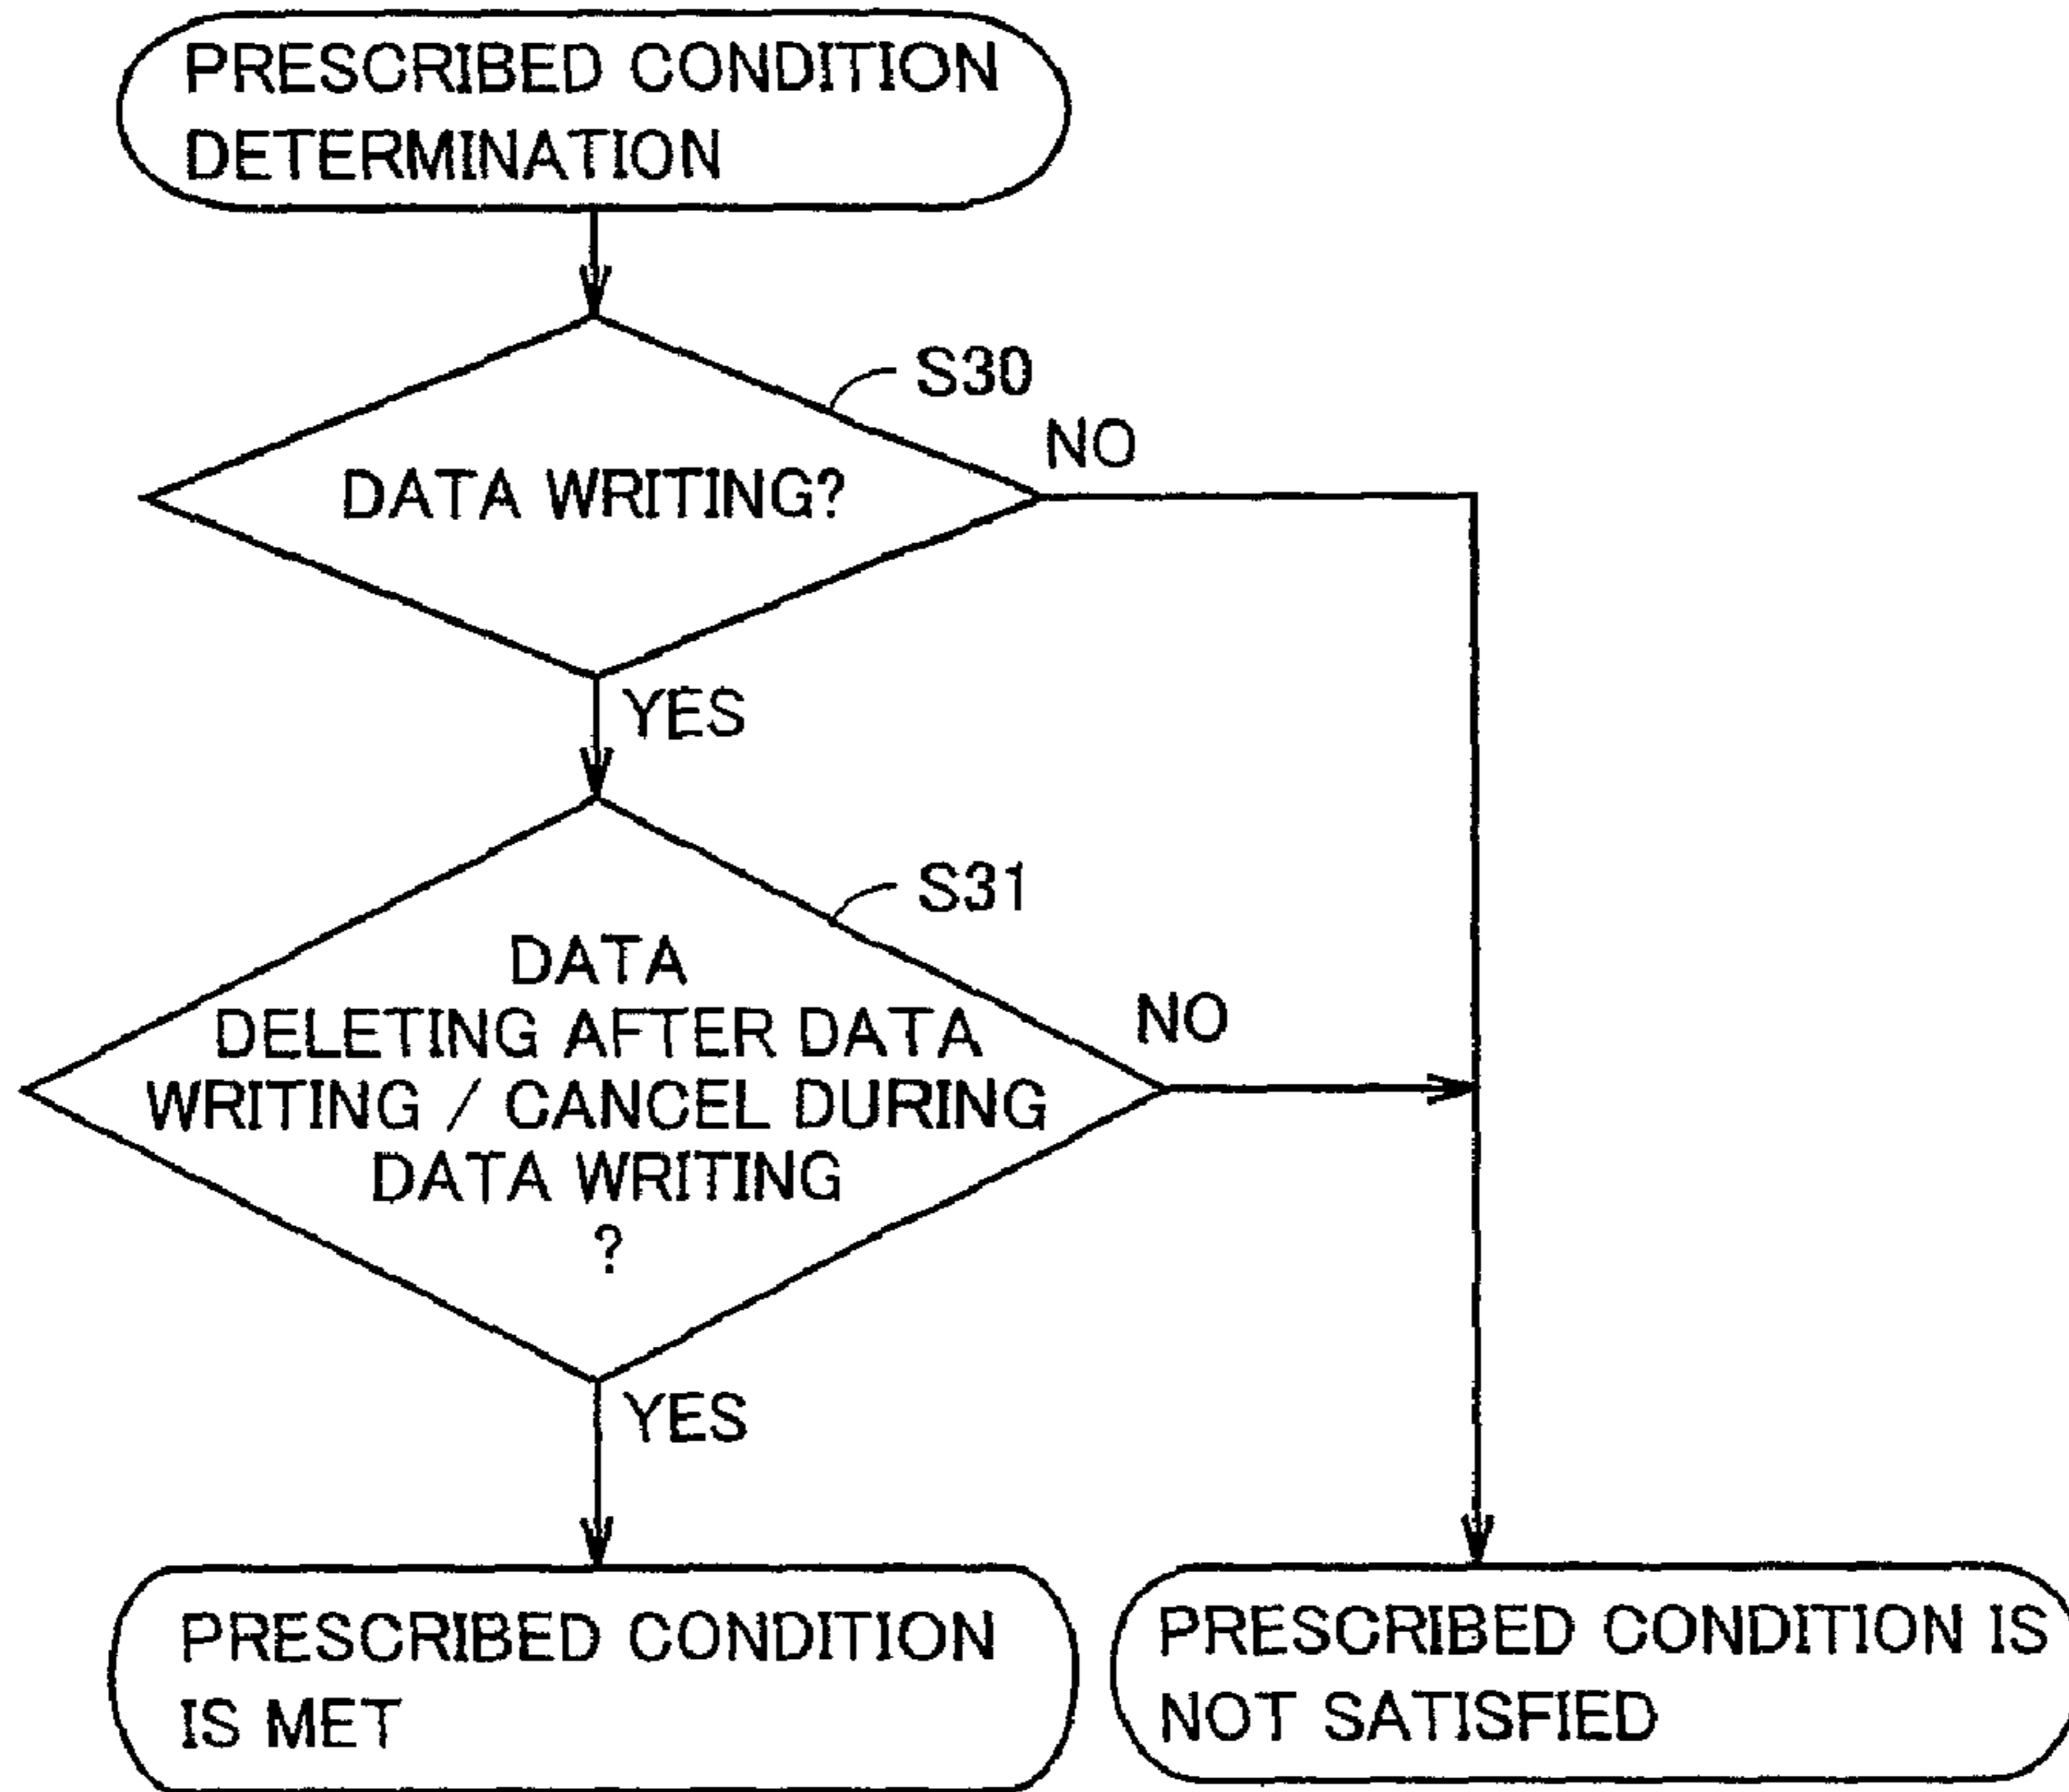 PRESCRIBED CONDITION
DETERMINATION
S30
NO
DATA WRITING?
YES
S31
DATA
DELETING AFTER DATA
WRITING / CANCEL DURING
DATA WRITING
?
NO
YES
PRESCRIBED CONDITION
IS MET
PRESCRIBED CONDITION IS
NOT SATISFIED